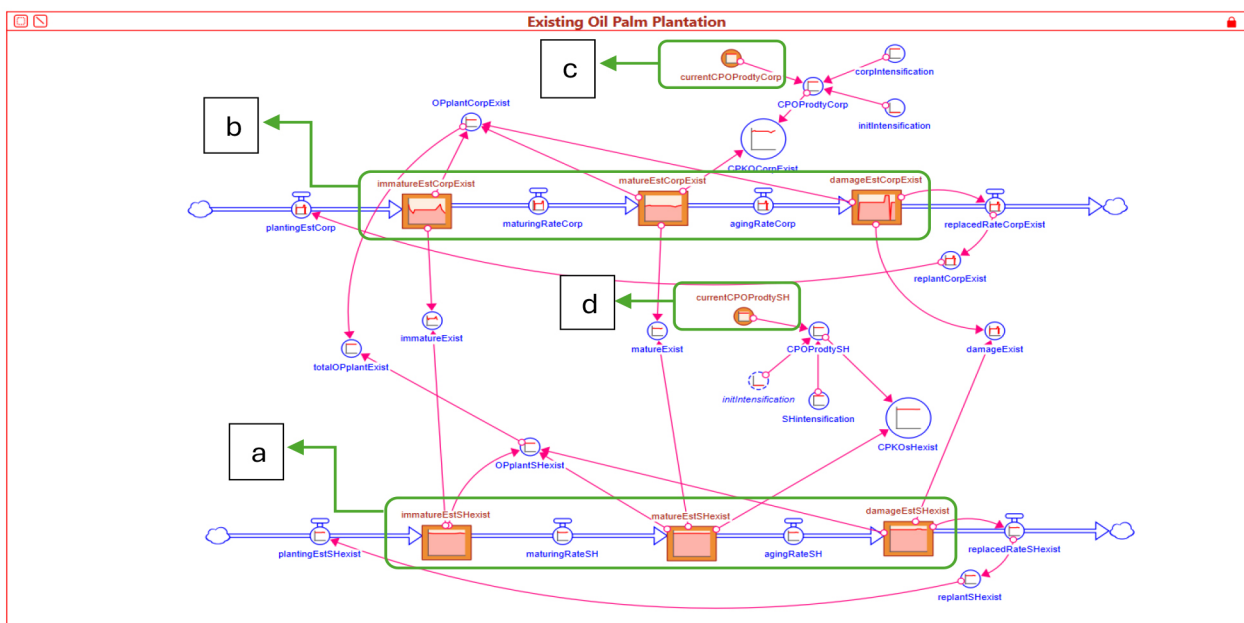 Existing Oil Palm Plantation
c
currentCPOProdtyCorp
corpIntensification
CPOProdtyCorp
OPplantCorpExist
initIntensification
b
CPKOCorpExist
immatureEstCorpExist
matureEstCorpExist
damageEstCorpExist
plantingEstCorp
maturingRateCorp
agingRateCorp
replacedRateCorpExist
replantCorpExist
d
currentCPOProdtySH
immatureExist
matureExist
CPOProdtySH
damageExist
totalOPplantExist
initIntensification
SHintensification
a
CPKOsHexist
OPplantSHexist
immatureEstSHexist
matureEstSHexist
damageEstSHexist
plantingEstSHexist
maturingRateSH
agingRateSH
replacedRateSHexist
replantSHexist